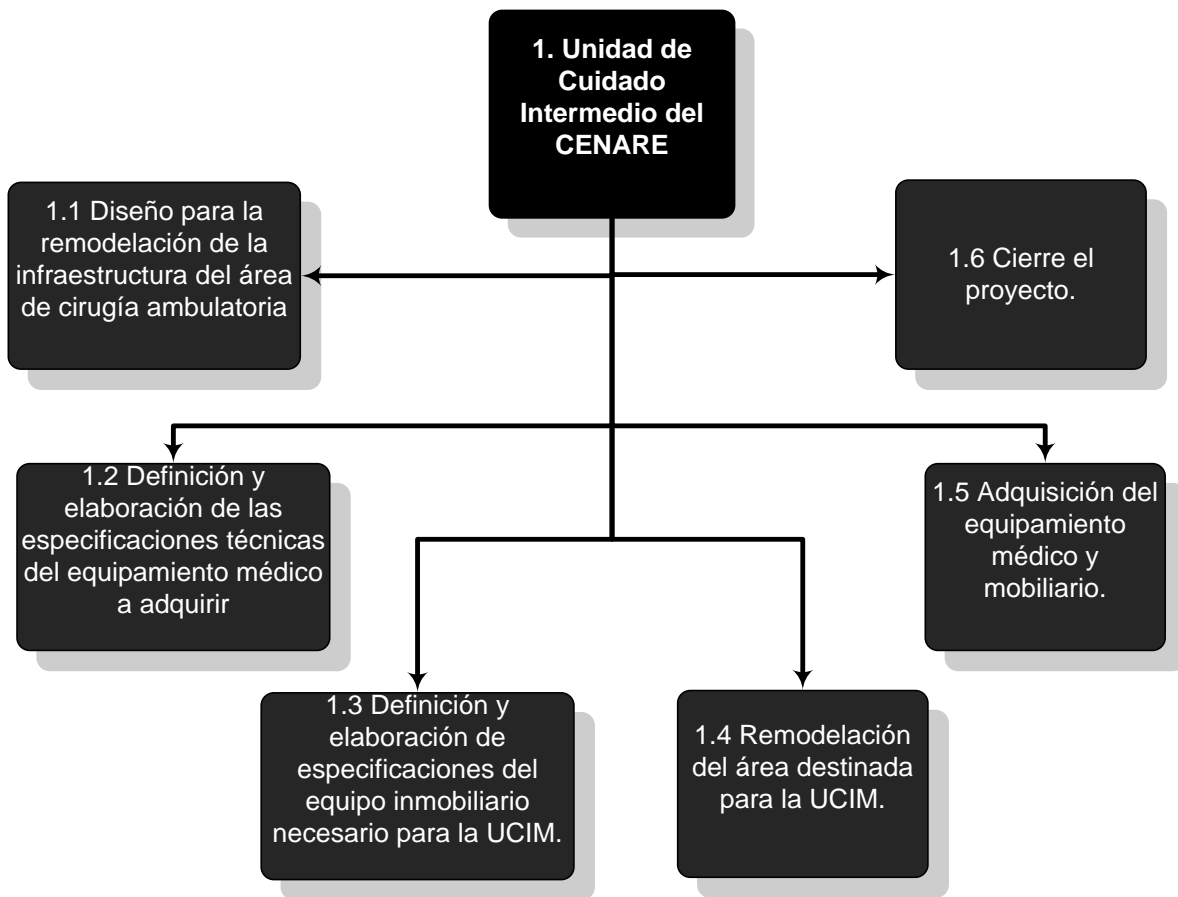 1. Unidad de
Cuidado
Intermedio del
CENARE
1.1 Diseño para la
remodelación de la
infraestructura del área
de cirugía ambulatoria
1.6 Cierre el
proyecto.
1.2 Definición y
elaboración de las
especificaciones técnicas
del equipamiento médico
a adquirir
1.3 Definición y
elaboración de
especificaciones del
equipo inmobiliario
necesario para la UCIM.
1.4 Remodelación
del área destinada
para la UCIM.
1.5 Adquisición del
equipamiento
médico y
mobiliario.